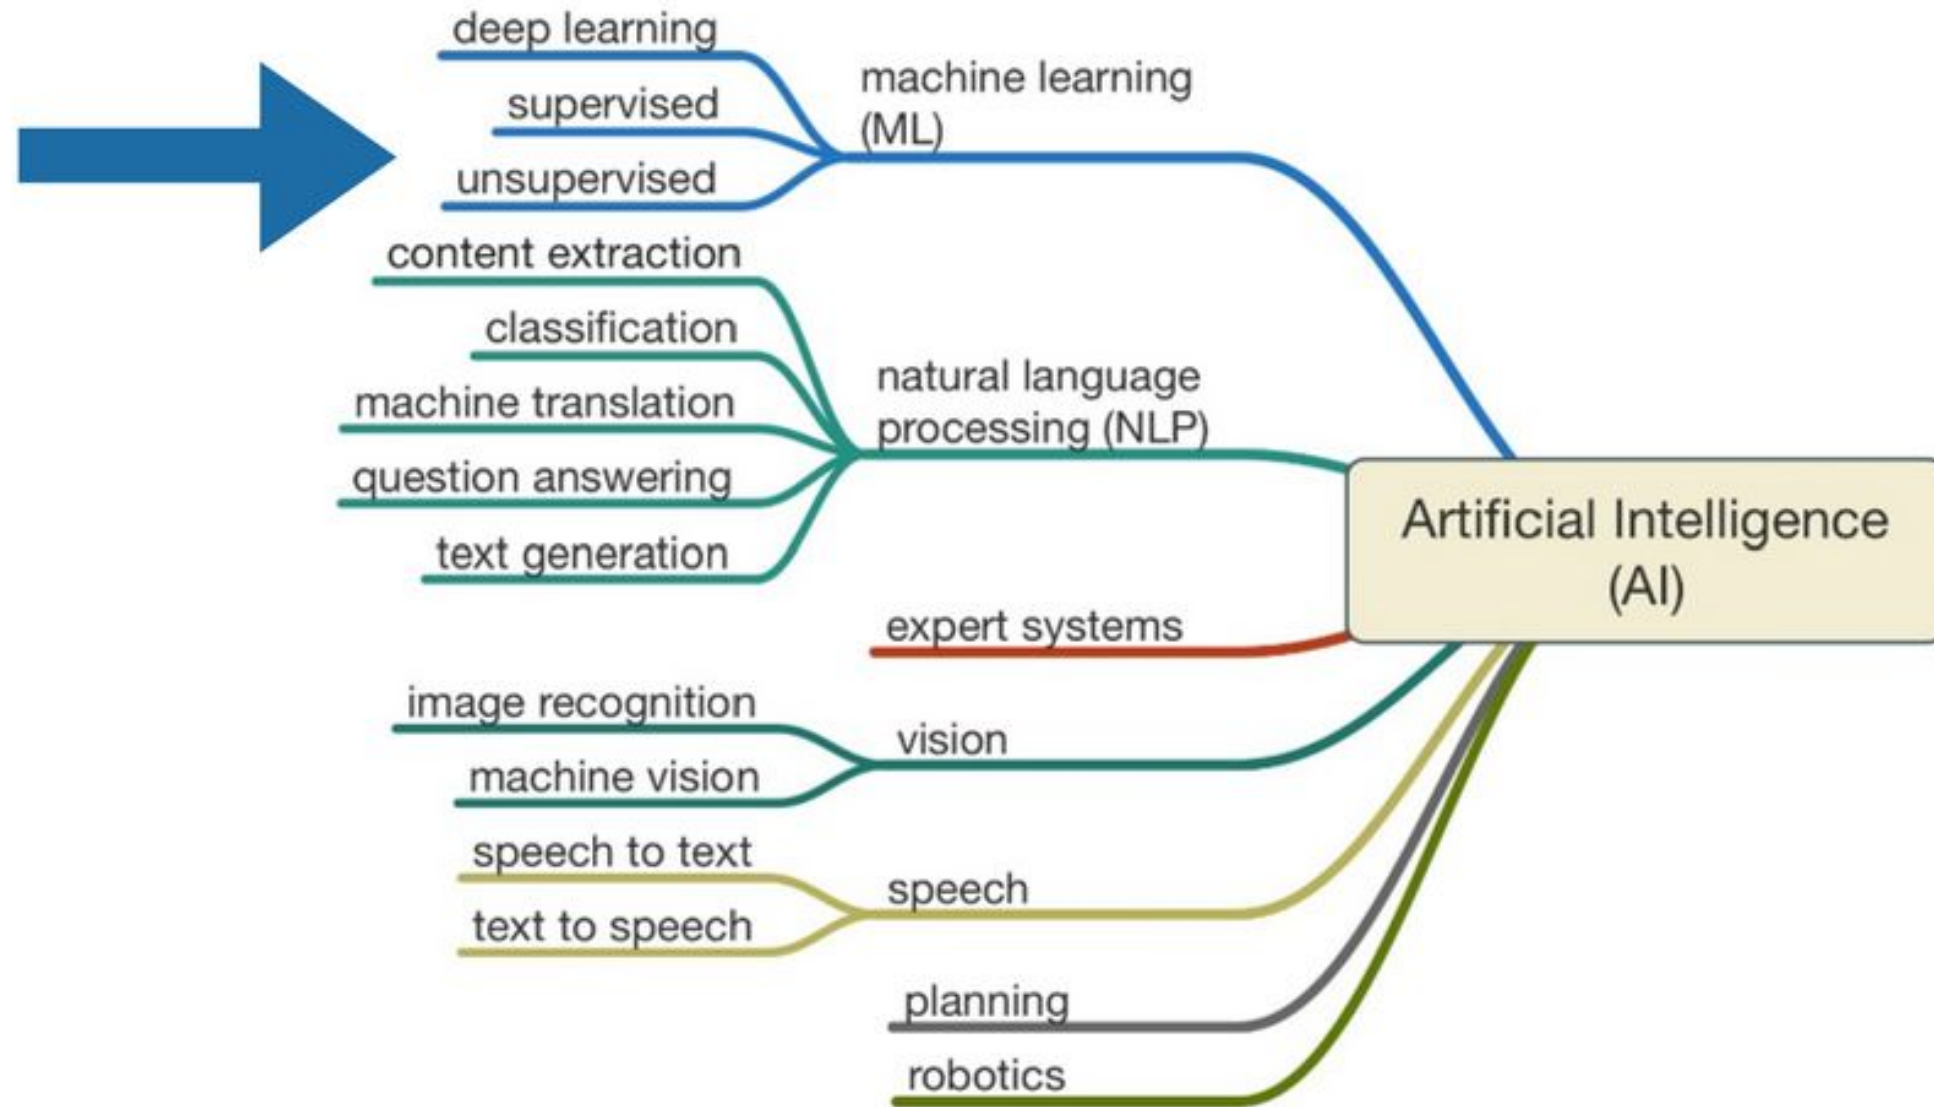 deep learning
supervised
unsupervised
machine learning
(ML)
content extraction
classification
machine translation
question answering
text generation
natural language
processing (NLP)
expert systems
image recognition
machine vision
vision
speech to text
text to speech
speech
planning
robotics
Artificial Intelligence
(AI)